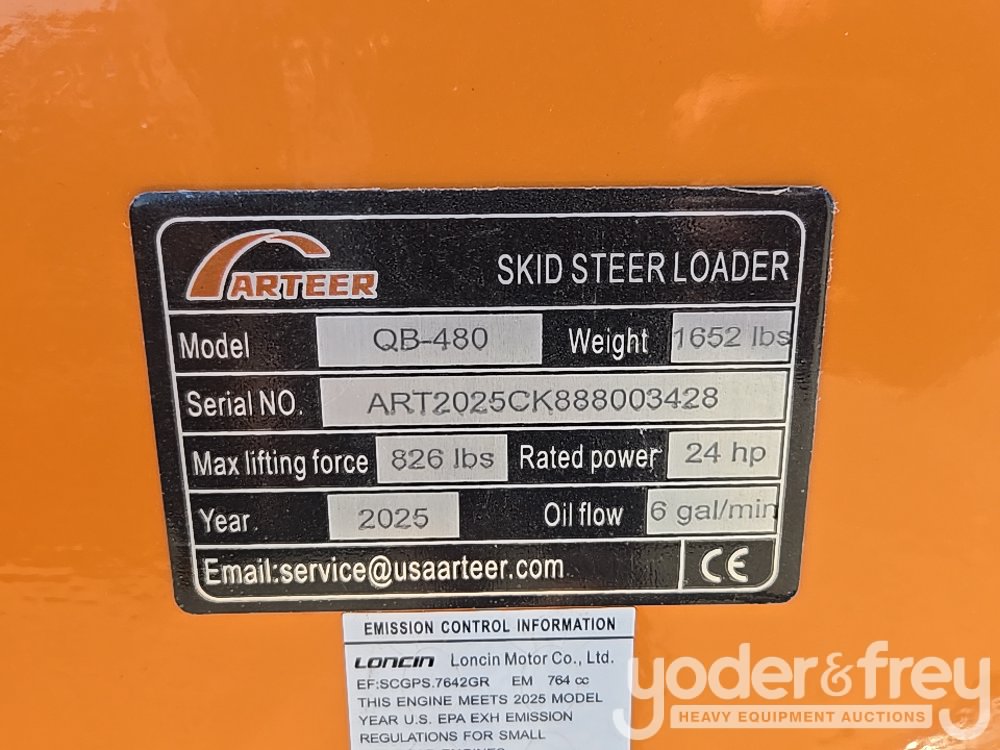 ARTEER
SKID STEER LOADER
Model QB-480 Weight 1652 lbs
Serial NO. ART2025CK888003428
Max lifting force 826 lbs Rated power 24 hp
Year 2025 Oil flow 6 gal/min
Email:service@usaarteer.com CE
EMISSION CONTROL INFORMATION
LONCIN Loncin Motor Co., Ltd.
EF:SCGPS.7642GR EM 764 cc
THIS ENGINE MEETS 2025 MODEL
YEAR U.S. EPA EXH EMISSION
REGULATIONS FOR SMALL
yoder&frey
HEAVY EQUIPMENT AUCTIONS